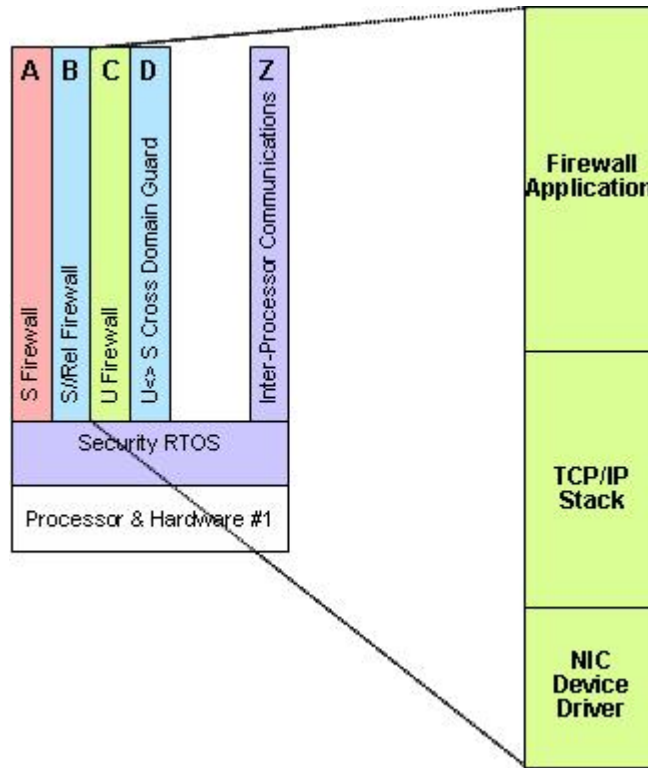 A
S Firewall
B
S//Rel Firewall
C
U Firewall
D
U<> S Cross Domain Guard
Z
Inter-Processor Communications
Security RTOS
Processor & Hardware #1
Firewall
Application
TCP/IP
Stack
NIC
Device
Driver